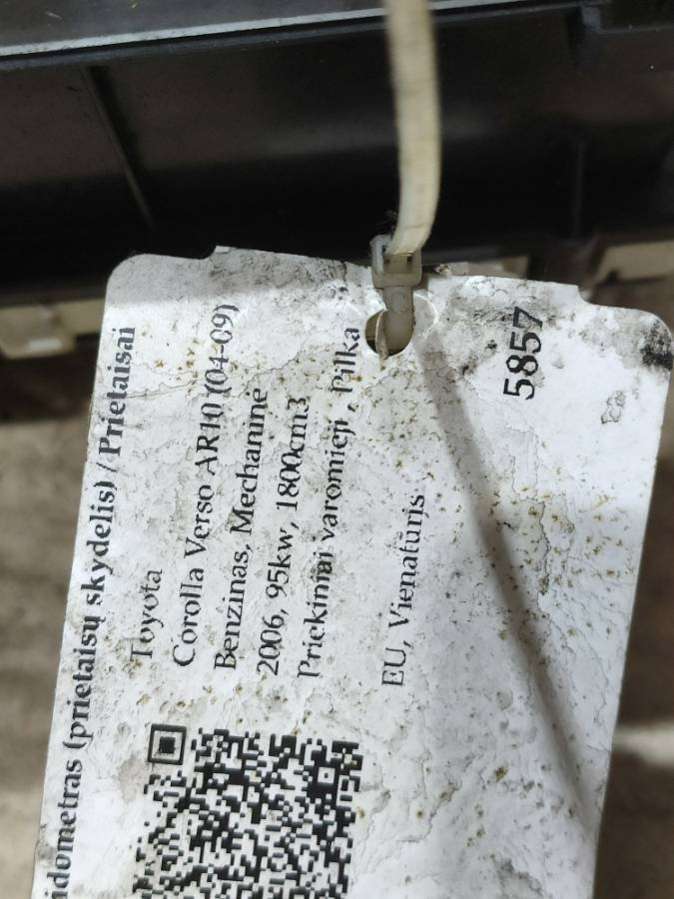 idometras (prietaisų skydelis) / Prietaisai
Toyota
Corolla Verso AR10 (04-09)
Benzinas, Mechaninė
2006, 95kw, 1800cm3
Priekiniai varomieji , Pilka
EU, Vienatūris
5857